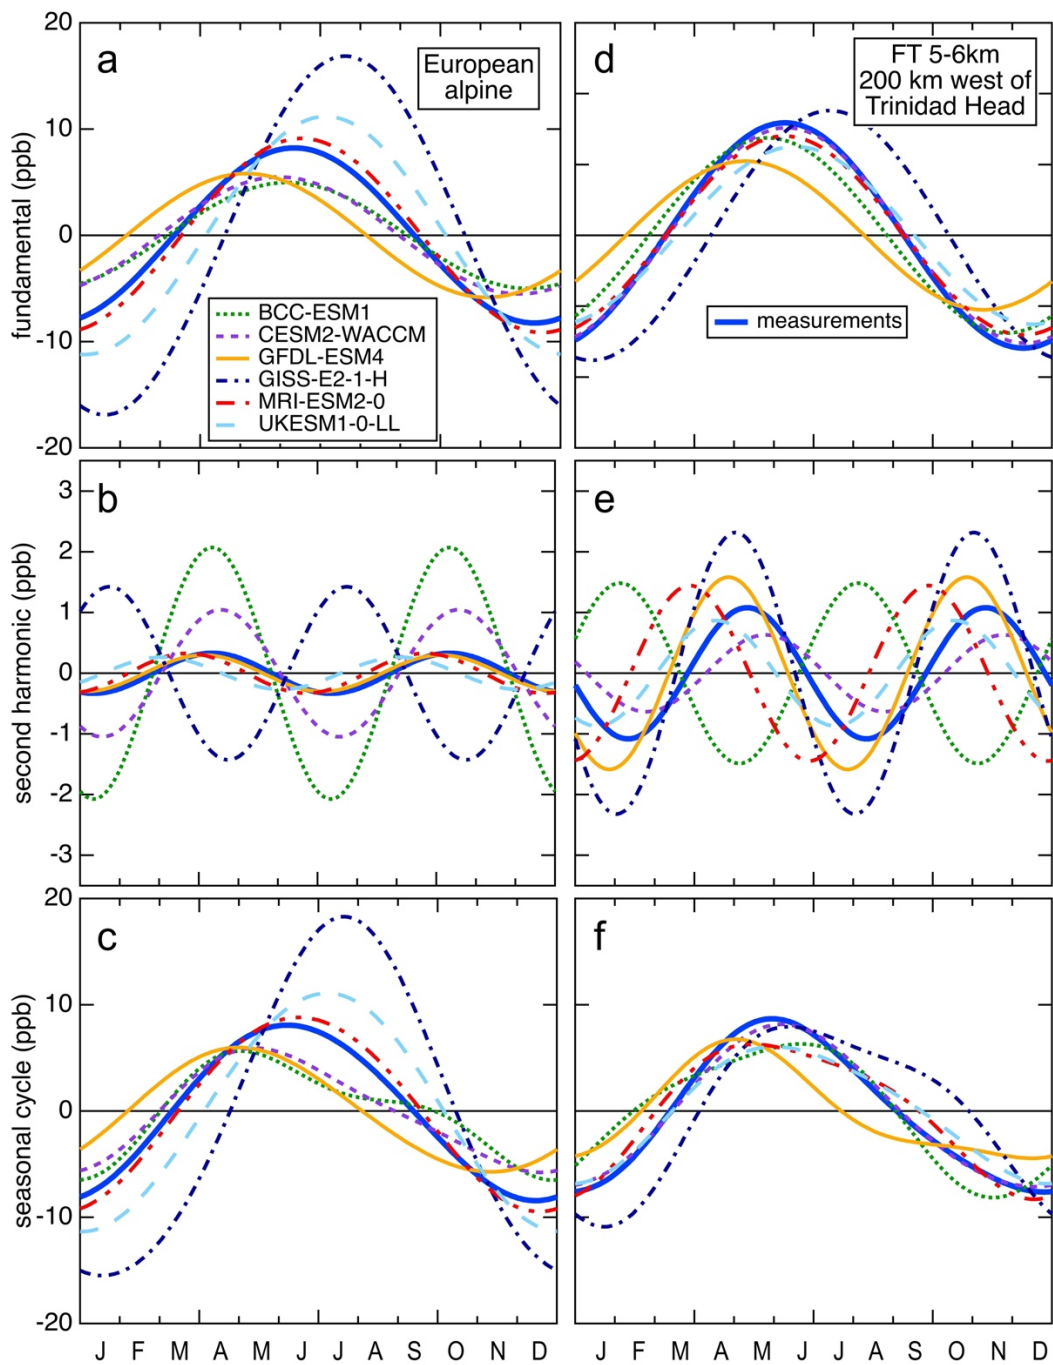 20
10
0
-10
-20
fundamental (ppb)
a
European
alpine
BCC-ESM1
CESM2-WACCM
GFDL-ESM4
GISS-E2-1-H
MRI-ESM2-0
UKESM1-0-LL
d
FT 5-6km
200 km west of
Trinidad Head
measurements
3
2
1
0
-1
-2
-3
second harmonic (ppb)
b
e
20
10
0
-10
-20
seasonal cycle (ppb)
c
f
J F M A M J J A S O N D
J F M A M J J A S O N D